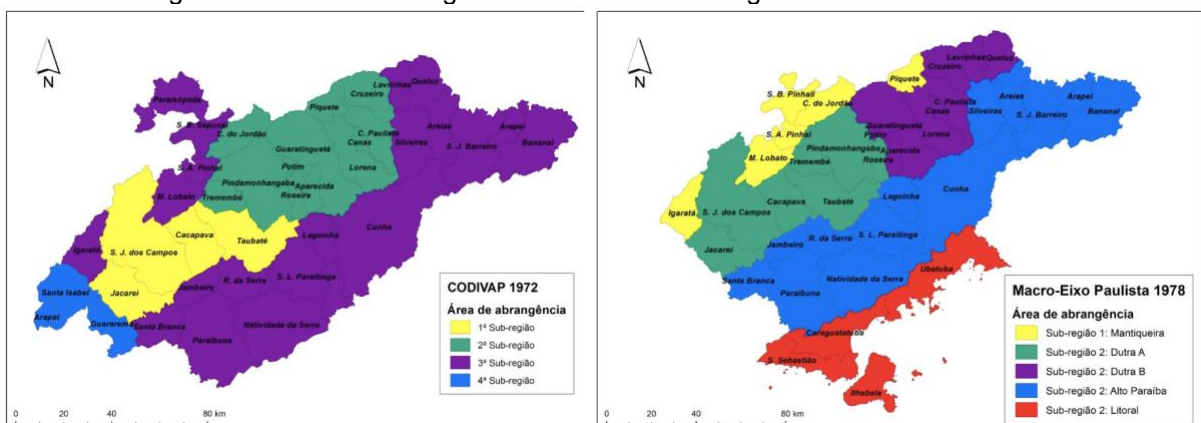 N
Paraisópolis
S. B. Sapucaí
C. do Jordão
S. A. Pinhal
M. Lobato
Igaratá
S. J. dos Campos
Santa Isabel
Arapei
Guararema
Jacareí
Cacapava
Taubaté
Tremembé
Pindamonhangaba
Roseira
Aparecida
Potim
Guaratinguetá
Piquete
Cruzeiro
Lavrinhas
Queluz
C. Paulista
Canas
Lorena
Silveiras
Areias
S. J. Barreiro
Arapei
Bananal
Cunha
Lagoinha
S. L. Paraitinga
R. da Serra
Jambeiro
Santa Branca
Paraibuna
Natividade da Serra
CODIVAP 1972
Área de abrangência
1ª Sub-região
2ª Sub-região
3ª Sub-região
4ª Sub-região
0 20 40 80 km
N
S. B. Pinhall
C. do Jordão
S. A. Pinhal
M. Lobato
Igaratá
S. J. dos Campos
Jacareí
Cacapava
Taubaté
Tremembé
Pindamonhangaba
Roseira
Aparecida
Potim
Guaratinguetá
Piquete
Cruzeiro
Lavrinhas
Queluz
C. Paulista
Canas
Lorena
Silveiras
Areias
S. J. Barreiro
Arapei
Bananal
Cunha
Lagoinha
S. L. Paraitinga
R. da Serra
Jambeiro
Santa Branca
Paraibuna
Natividade da Serra
Ubatuba
Caraguatatuba
S. Sebastião
Ilhabela
Macro-Eixo Paulista 1978
Área de abrangência
Sub-região 1: Mantiqueira
Sub-região 2: Dutra A
Sub-região 2: Dutra B
Sub-região 2: Alto Paraíba
Sub-região 2: Litoral
0 20 40 80 km